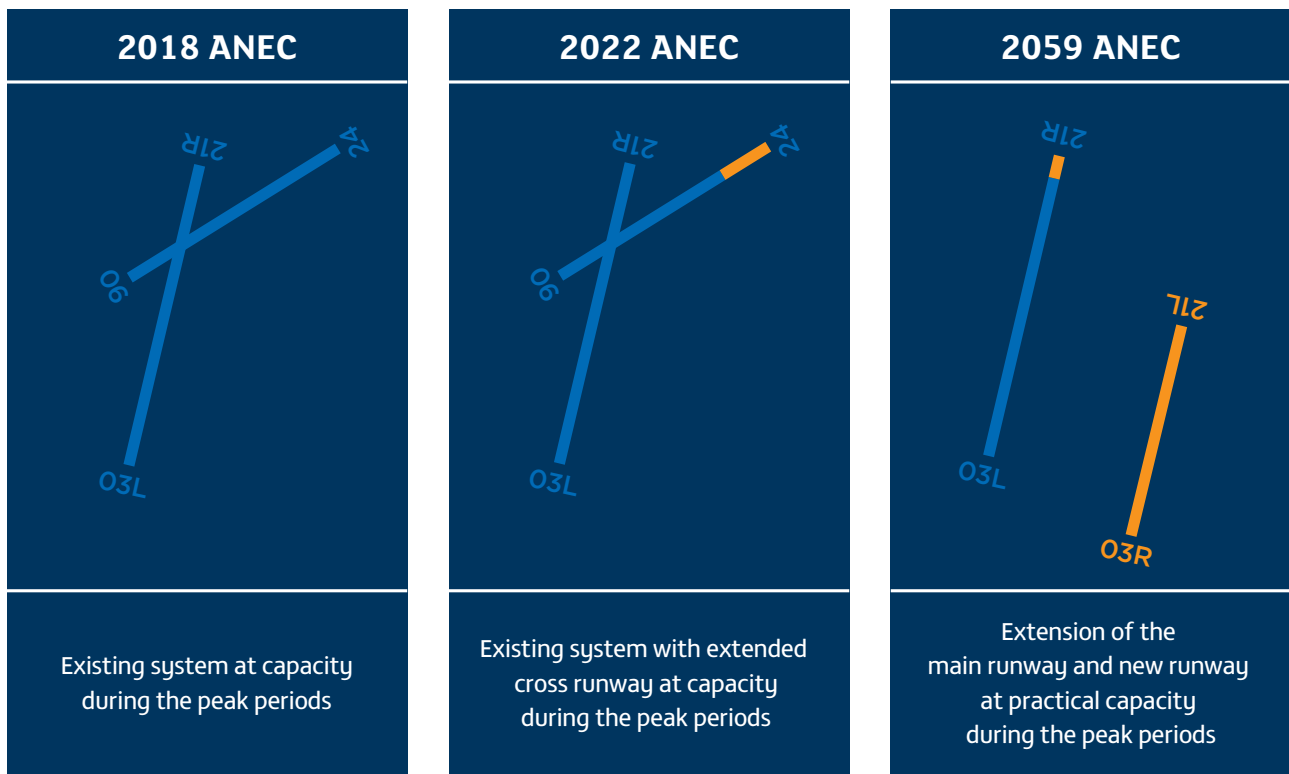 2018 ANEC
21R
24
06
03L
Existing system at capacity
during the peak periods
2022 ANEC
21R
24
06
03L
Existing system with extended
cross runway at capacity
during the peak periods
2059 ANEC
21R
21L
03L
03R
Extension of the
main runway and new runway
at practical capacity
during the peak periods